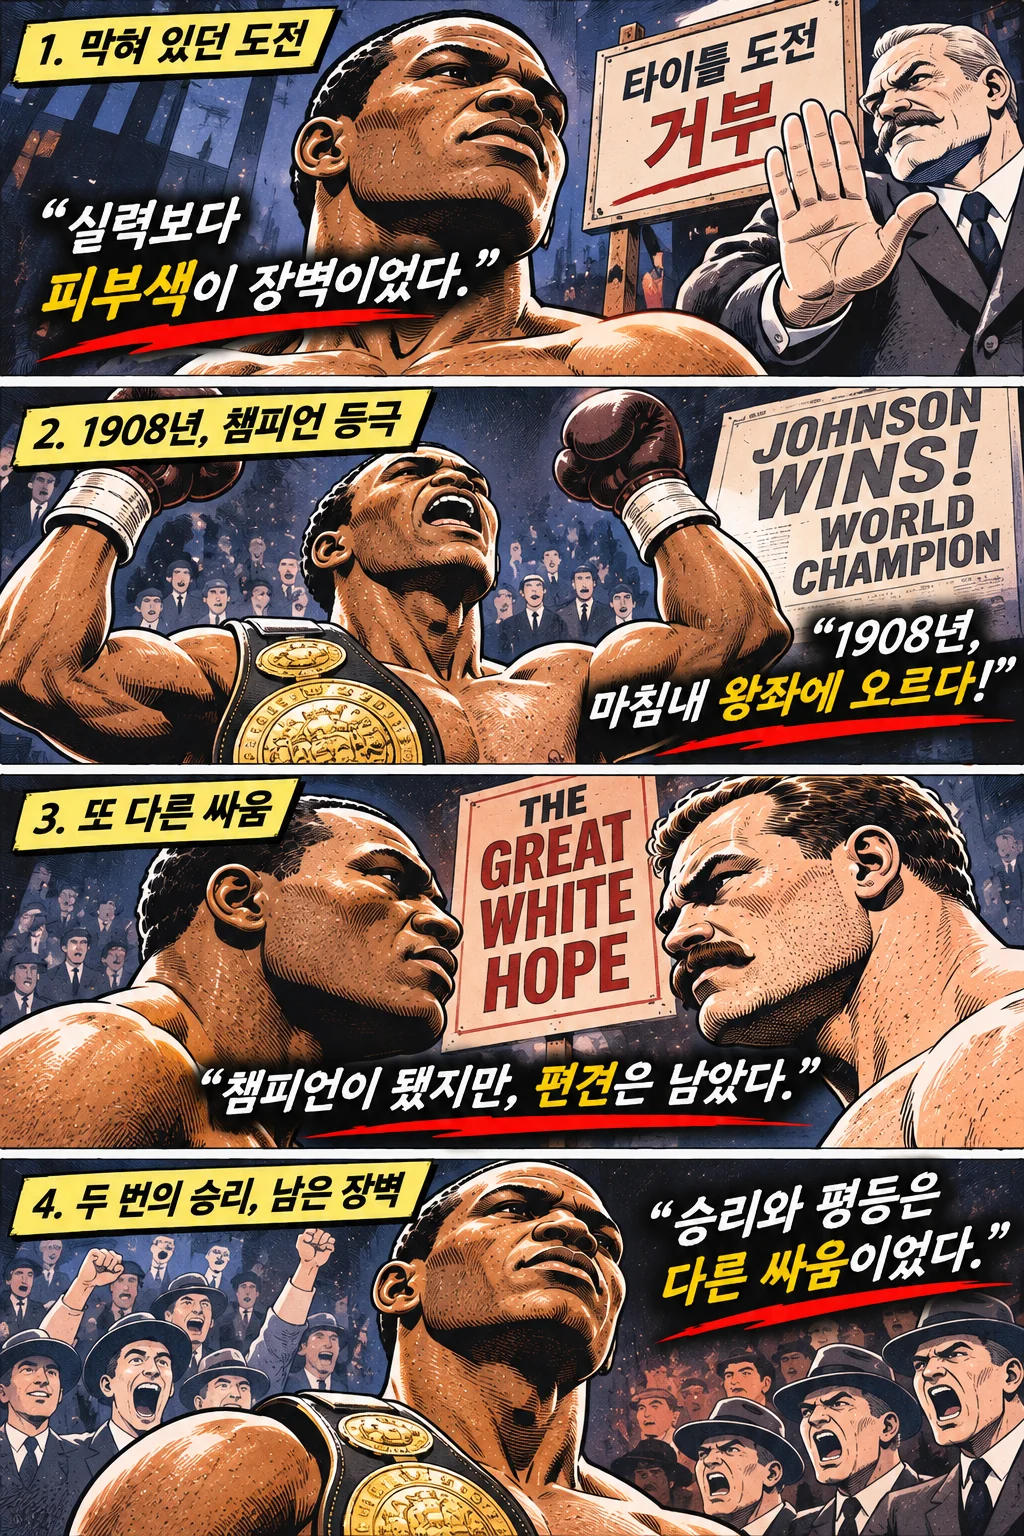 1. 막혀 있던 도전
타이틀 도전
거부
“실력보다
피부색이 장벽이었다.”
2. 1908년, 챔피언 등극
JOHNSON
WINS!
WORLD
CHAMPION
“1908년,
마침내 왕좌에 오르다!”
3. 또 다른 싸움
THE
GREAT
WHITE
HOPE
“챔피언이 됐지만, 편견은 남았다.”
4. 두 번의 승리, 남은 장벽
“승리와 평등은
다른 싸움이었다.”